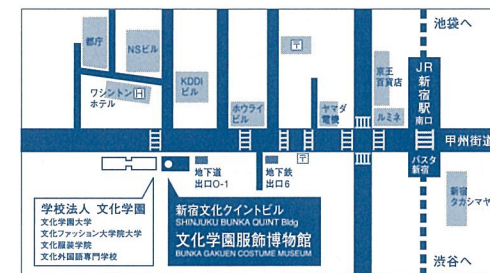 池袋へ
都庁
NSビル
〒
京王
百貨店
JR
新宿駅
南口
KDDI
ビル
ワシントン
ホテル
H
ホウライ
ビル
ヤマダ
電機
ルミネ
甲州街道
地下道
出口O-1
地下鉄
出口6
〒
バスタ
新宿
新宿
タカシマヤ
学校法人 文化学園
文化学園大学
文化ファッション大学院大学
文化服装学院
文化外国語専門学校
新宿文化クイントビル
SHINJUKU BUNKA QUINT Bldg
文化学園服飾博物館
BUNKA GAKUEN COSTUME MUSEUM
渋谷へ